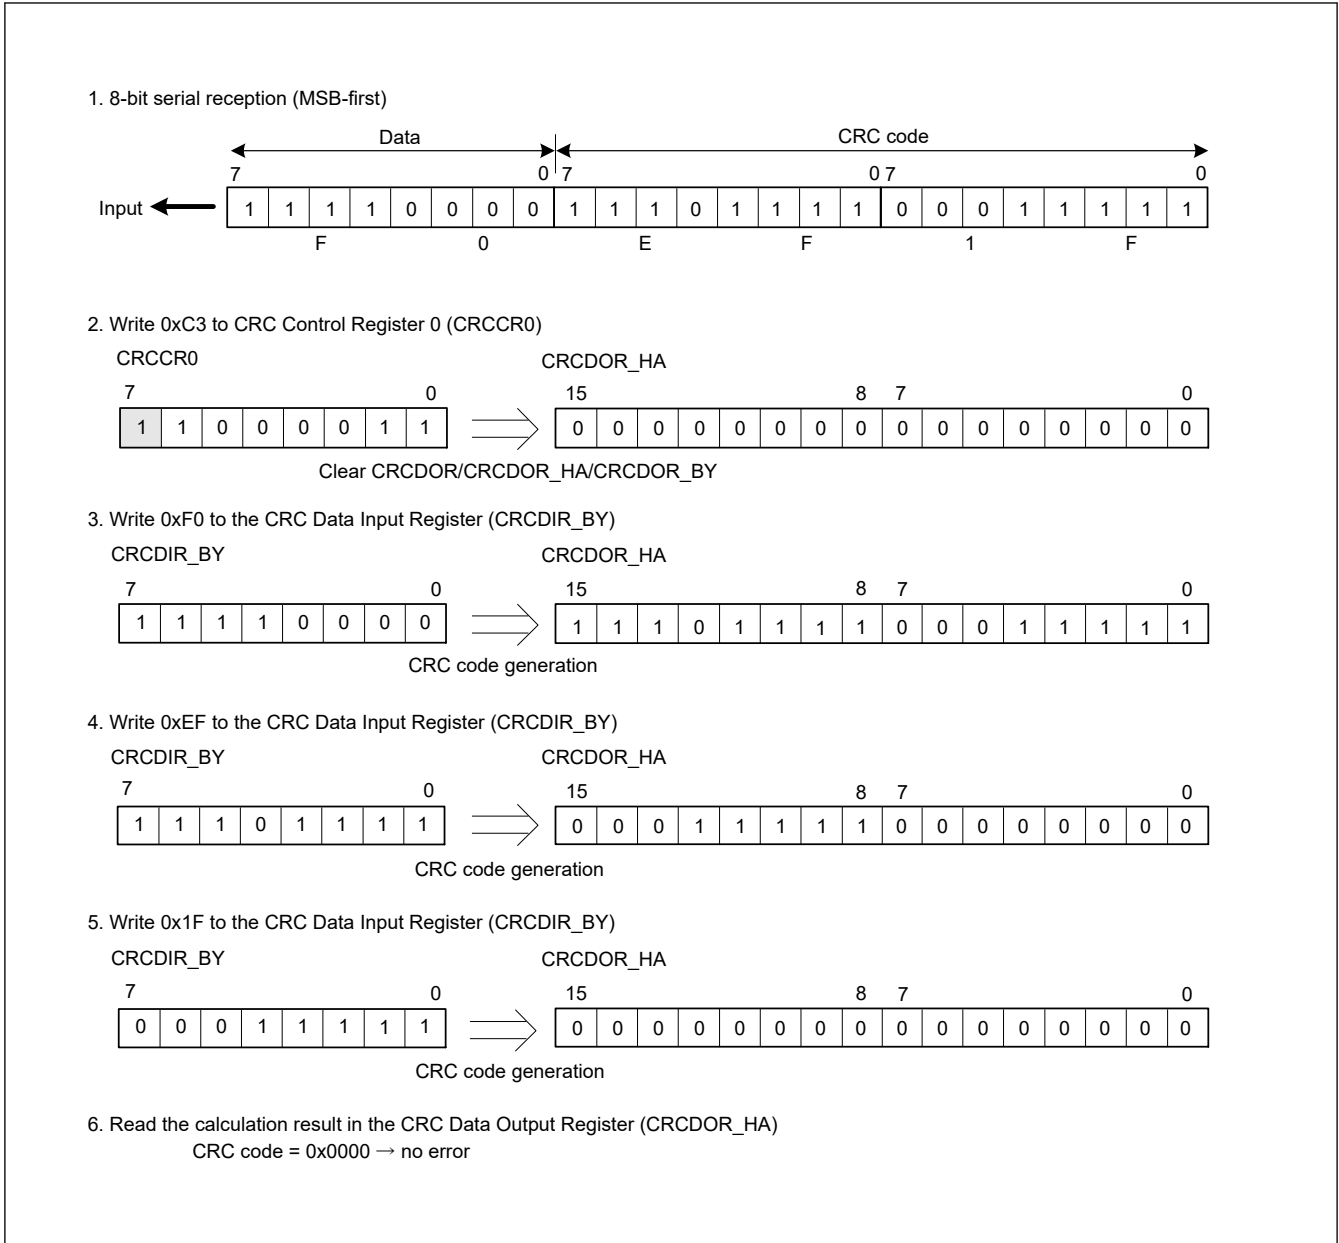 1. 8-bit serial reception (MSB-first)
Data CRC code
7 0 7 0 7 0
Input 1 1 1 1 0 0 0 0 1 1 1 0 1 1 1 1 0 0 0 1 1 1 1 1
F 0 E F 1 F
2. Write 0xC3 to CRC Control Register 0 (CRCCR0)
CRCCR0 CRCDOR_HA
7 0 15 8 7 0
1 1 0 0 0 0 1 1 0 0 0 0 0 0 0 0 0 0 0 0 0 0 0 0
Clear CRCDOR/CRCDOR_HA/CRCDOR_BY
3. Write 0xF0 to the CRC Data Input Register (CRCDIR_BY)
CRCDIR_BY CRCDOR_HA
7 0 15 8 7 0
1 1 1 1 0 0 0 0 1 1 1 0 1 1 1 1 0 0 0 1 1 1 1 1
CRC code generation
4. Write 0xEF to the CRC Data Input Register (CRCDIR_BY)
CRCDIR_BY CRCDOR_HA
7 0 15 8 7 0
1 1 1 0 1 1 1 1 0 0 0 1 1 1 1 1 0 0 0 0 0 0 0 0
CRC code generation
5. Write 0x1F to the CRC Data Input Register (CRCDIR_BY)
CRCDIR_BY CRCDOR_HA
7 0 15 8 7 0
0 0 0 1 1 1 1 1 0 0 0 0 0 0 0 0 0 0 0 0 0 0 0 0
CRC code generation
6. Read the calculation result in the CRC Data Output Register (CRCDOR_HA)
CRC code = 0x0000 → no error